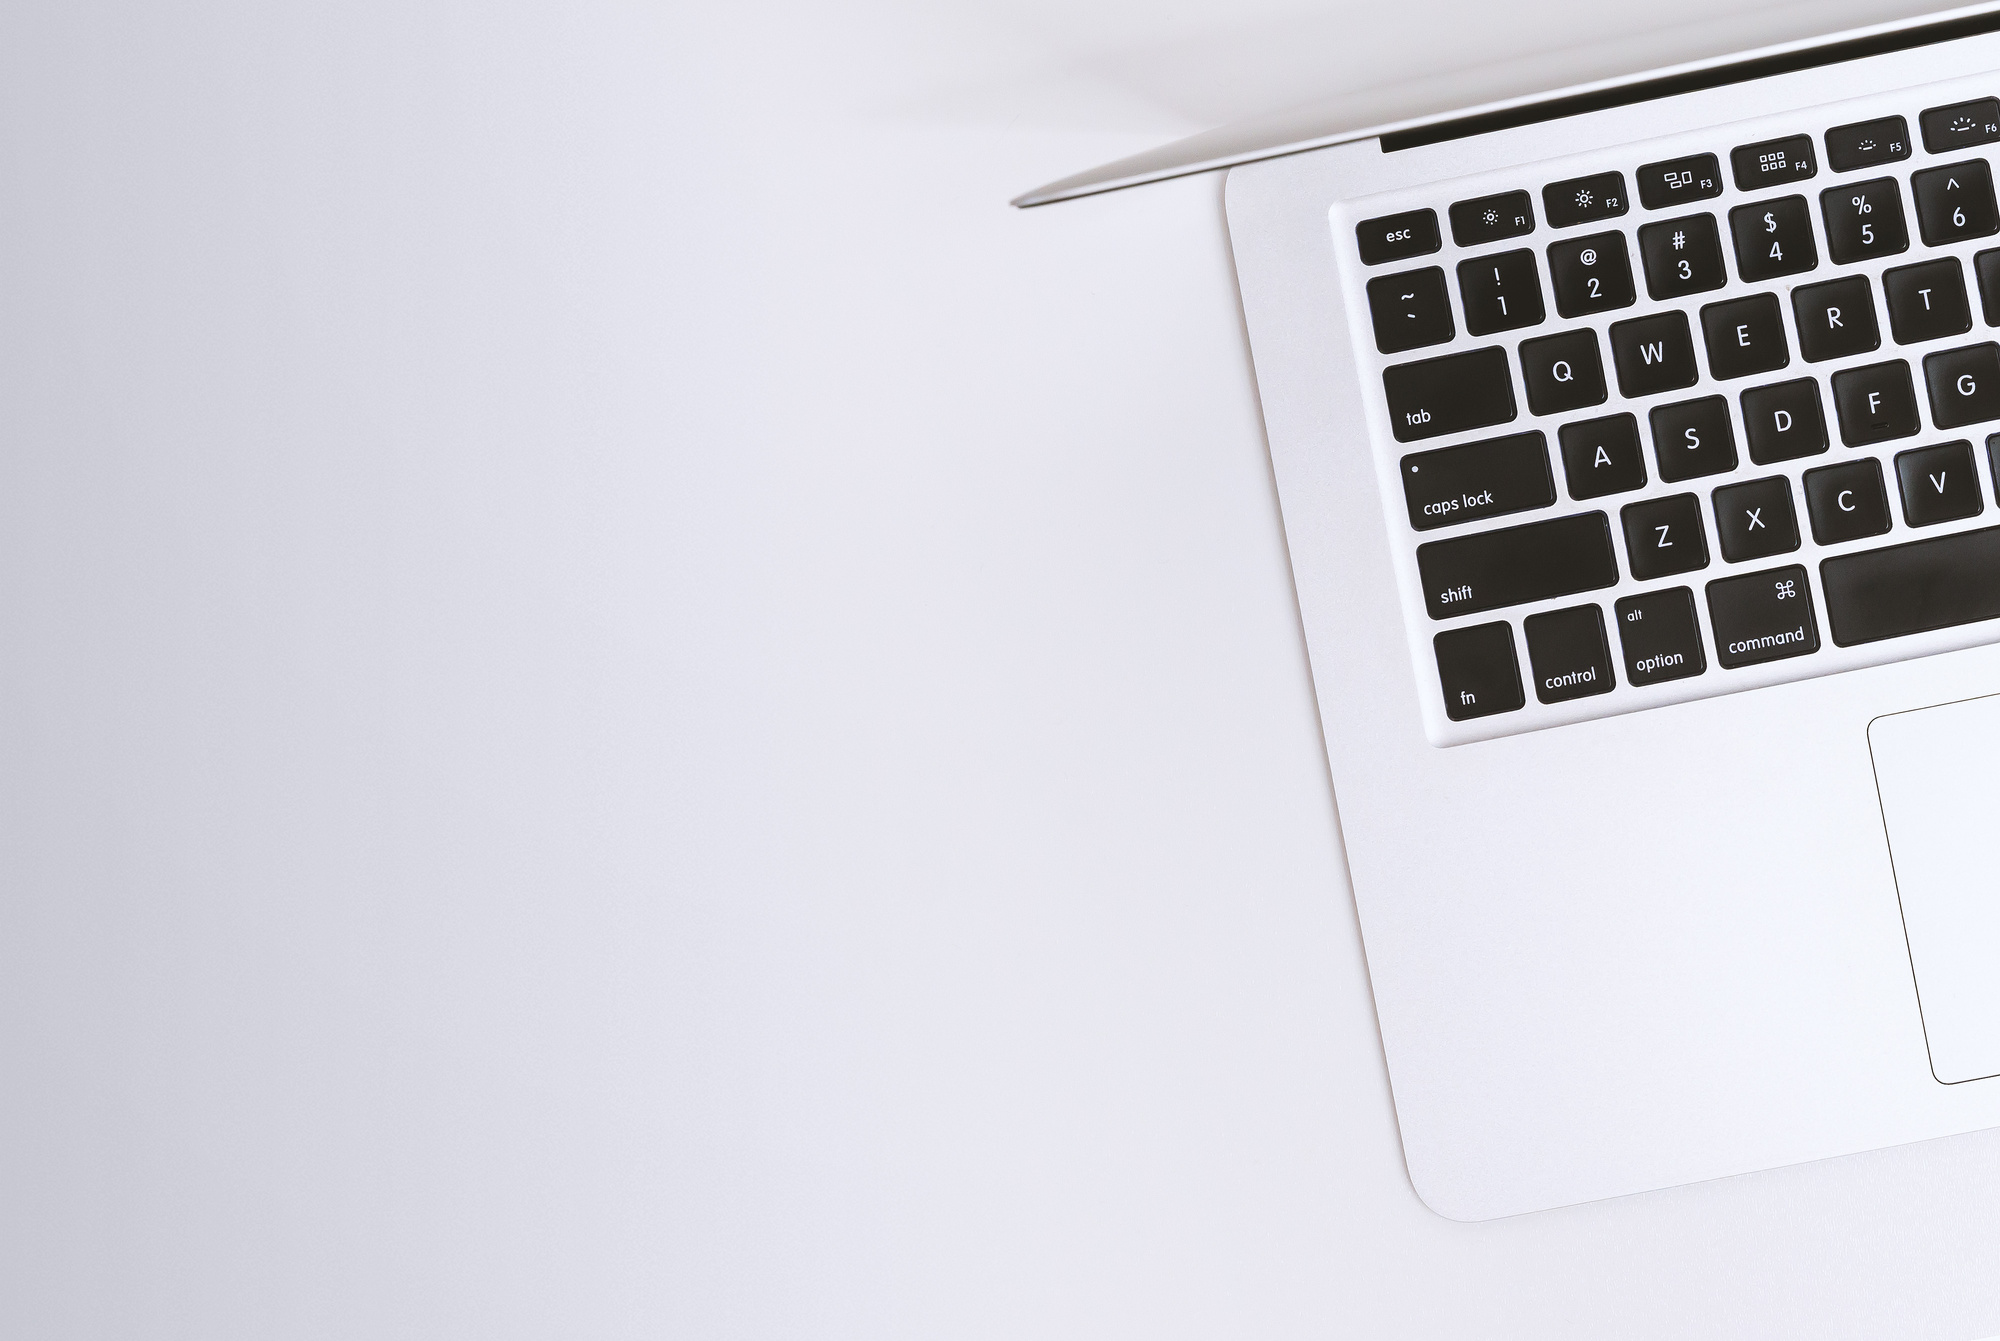 esc F1 F2 F3 F4 F5 F6
~ ! @ # $ % ^
` 1 2 3 4 5 6
tab Q W E R T
caps lock A S D F G
shift Z X C V
alt ⌘
fn control option command